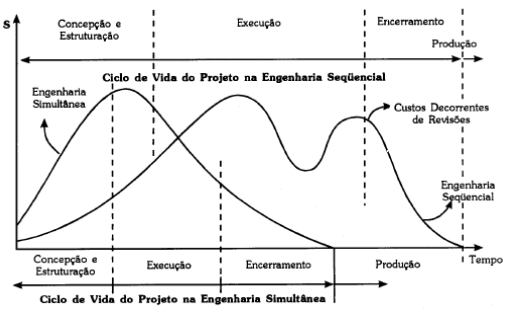 Concepção e
Estruturação
Execução
Encerramento
Produção
S
Ciclo de Vida do Projeto na Engenharia Seqüencial
Engenharia
Simultânea
Custos Decorrentes
de Revisões
Engenharia
Seqüencial
Concepção e
Estruturação
Execução
Encerramento
Produção
Tempo
Ciclo de Vida do Projeto na Engenharia Simultânea